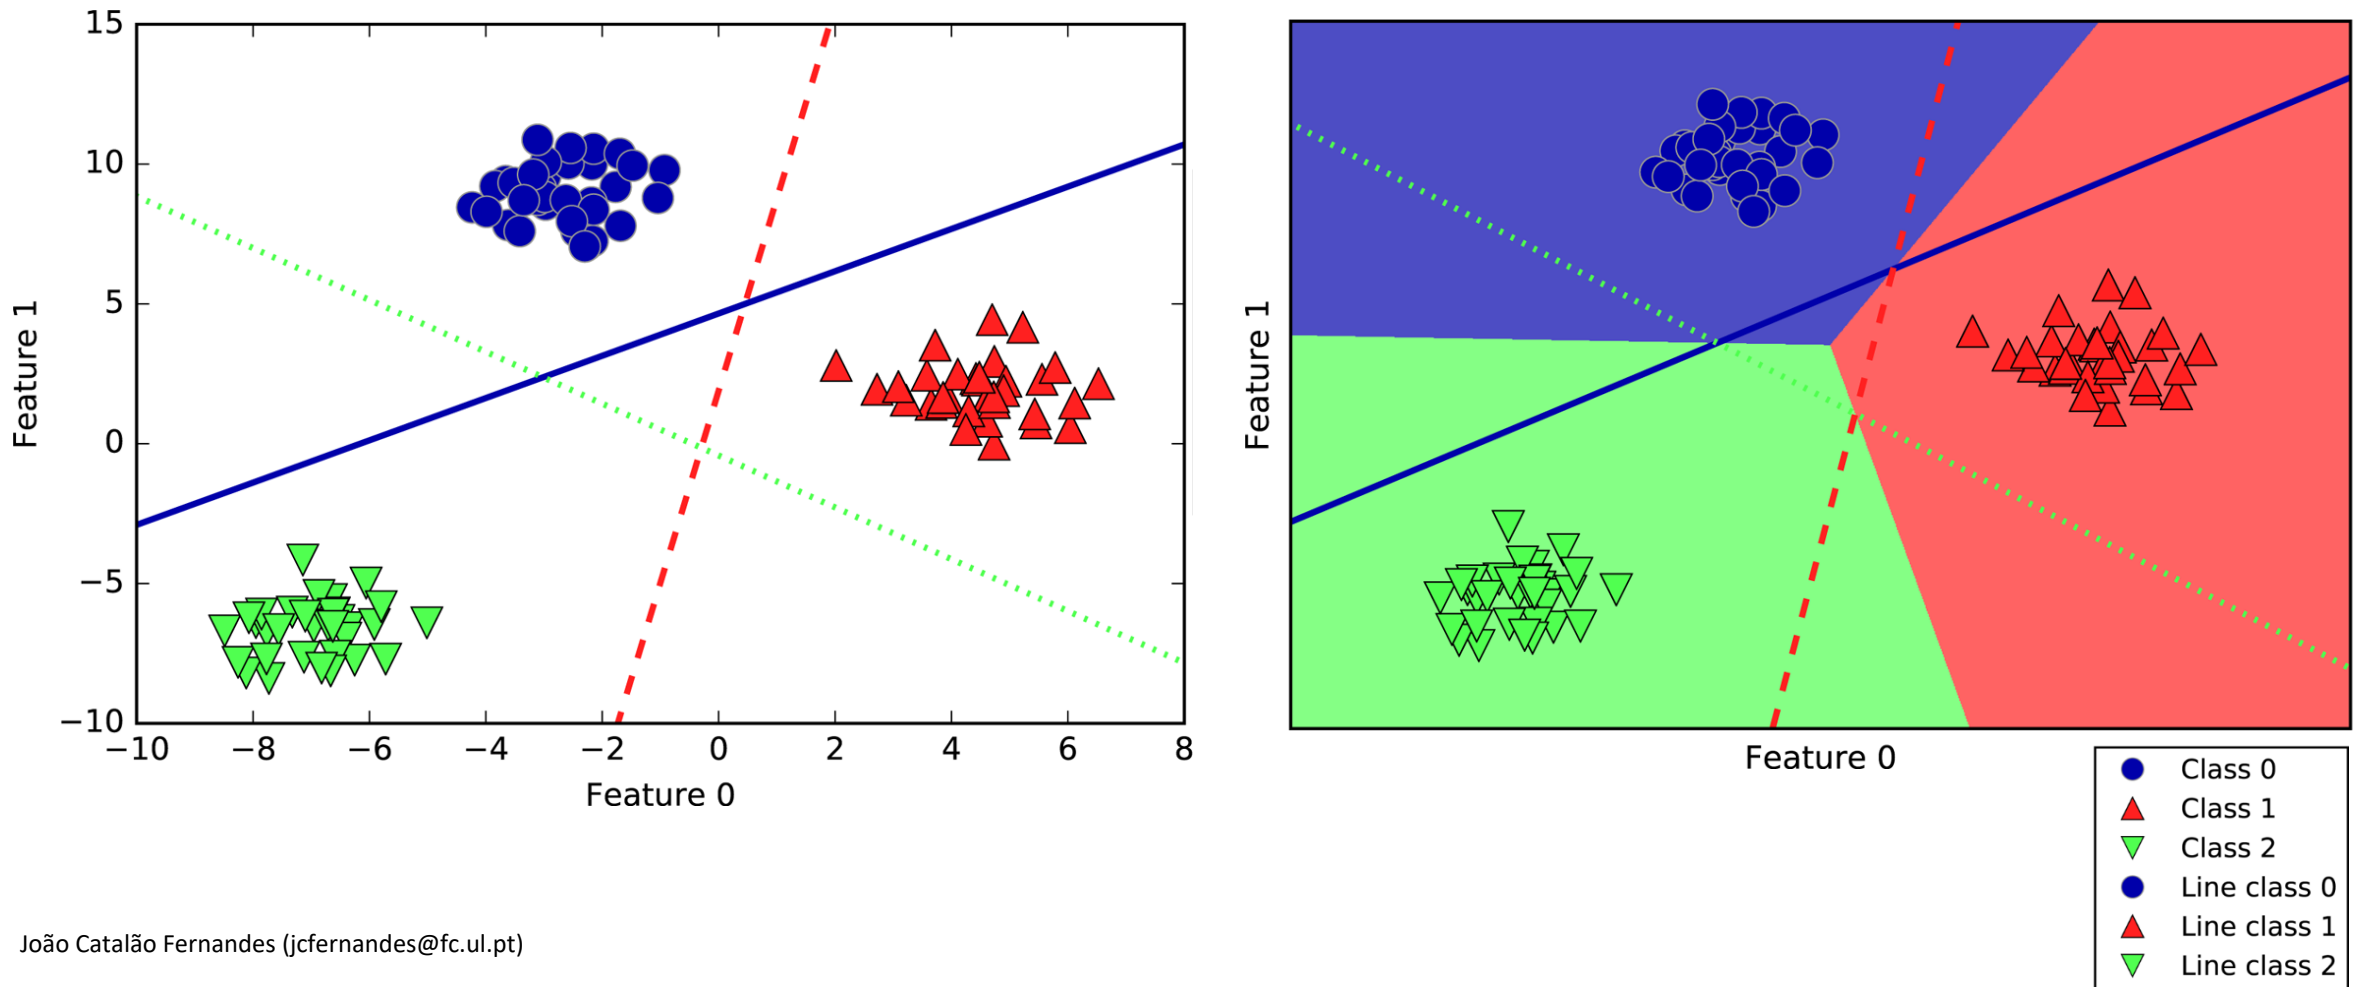 15
10
5
0
−5
−10
Feature 1
−10 −8 −6 −4 −2 0 2 4 6 8
Feature 0
Feature 1
Feature 0
Class 0
Class 1
Class 2
Line class 0
Line class 1
Line class 2
João Catalão Fernandes (jcfernandes@fc.ul.pt)